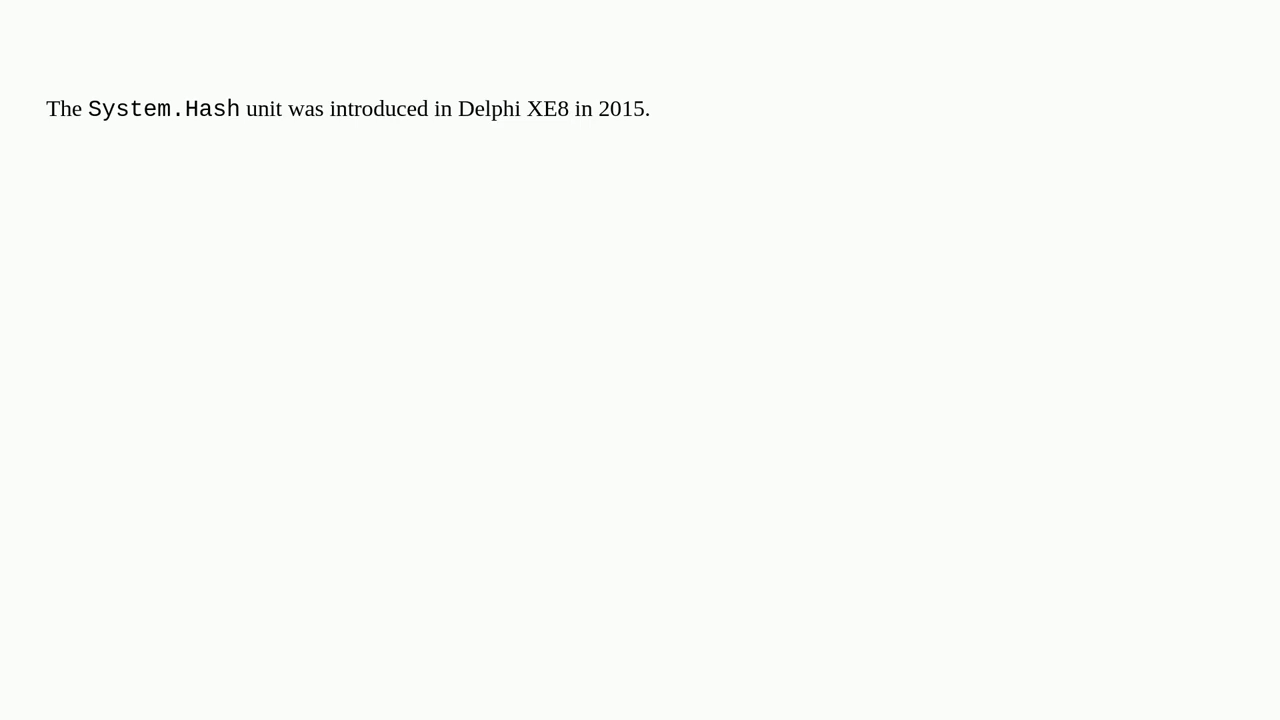 The System.Hash unit was introduced in Delphi XE8 in 2015.